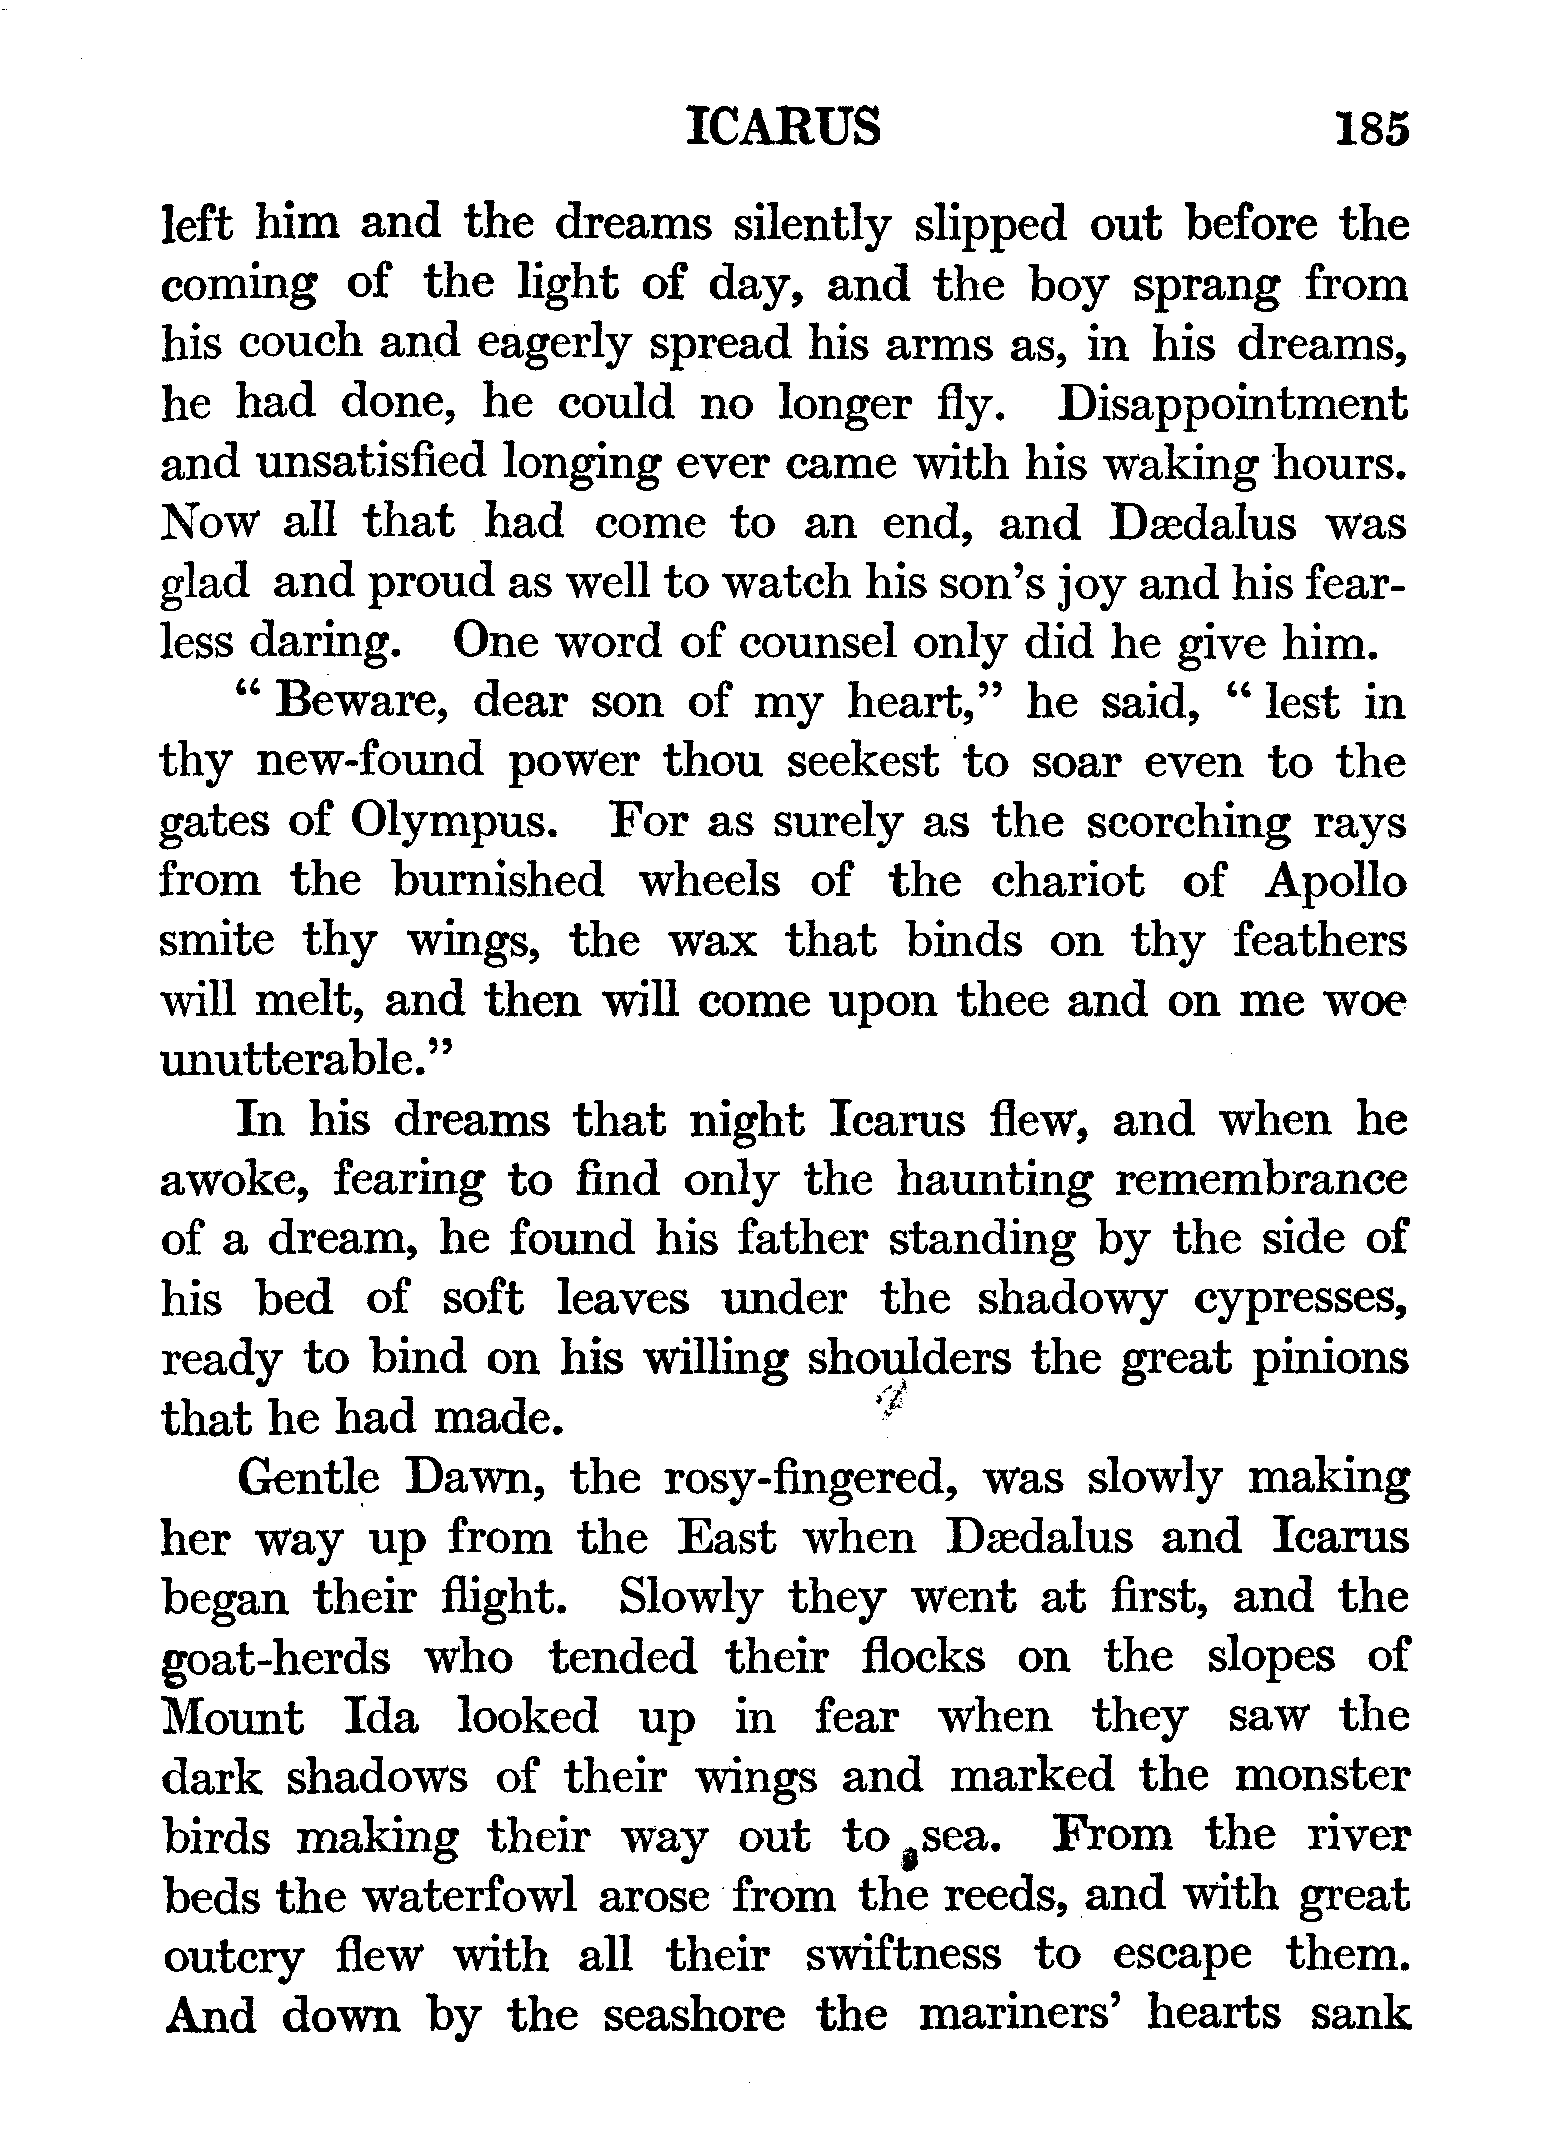 ICARUS 185
left him and the dreams silently slipped out before the
coming of the light of day, and the boy sprang from
his couch and eagerly spread his arms as, in his dreams,
he had done, he could no longer fly. Disappointment
and unsatisfied longing ever came with his waking hours.
Now all that had come to an end, and Dædalus was
glad and proud as well to watch his son's joy and his fear-
less daring. One word of counsel only did he give him.
“ Beware, dear son of my heart,” he said, “ lest in
thy new-found power thou seekest to soar even to the
gates of Olympus. For as surely as the scorching rays
from the burnished wheels of the chariot of Apollo
smite thy wings, the wax that binds on thy feathers
will melt, and then will come upon thee and on me woe
unutterable.”
In his dreams that night Icarus flew, and when he
awoke, fearing to find only the haunting remembrance
of a dream, he found his father standing by the side of
his bed of soft leaves under the shadowy cypresses,
ready to bind on his willing shoulders the great pinions
that he had made.
Gentle Dawn, the rosy-fingered, was slowly making
her way up from the East when Dædalus and Icarus
began their flight. Slowly they went at first, and the
goat-herds who tended their flocks on the slopes of
Mount Ida looked up in fear when they saw the
dark shadows of their wings and marked the monster
birds making their way out to sea. From the river
beds the waterfowl arose from the reeds, and with great
outcry flew with all their swiftness to escape them.
And down by the seashore the mariners' hearts sank